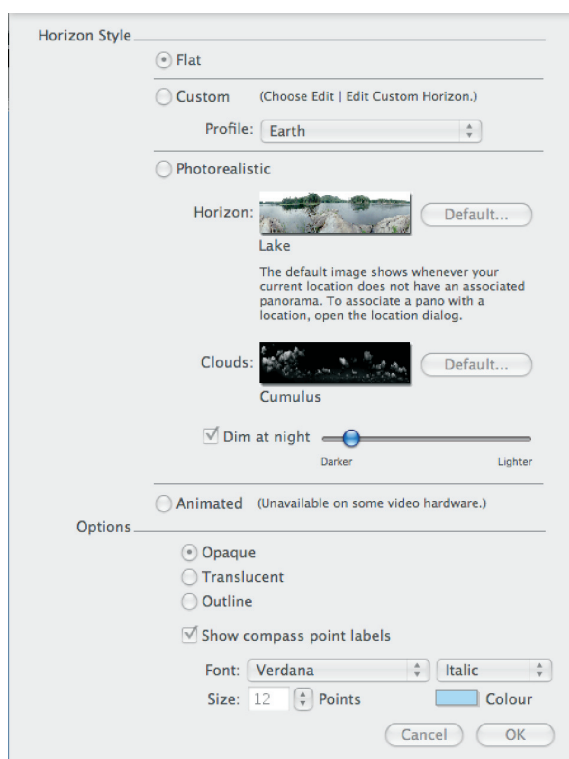 Horizon Style
Flat
Custom (Choose Edit | Edit Custom Horizon.)
Profile: Earth
Photorealistic
Horizon: Default...
Lake
The default image shows whenever your
current location does not have an associated
panorama. To associate a pano with a
location, open the location dialog.
Clouds: Default...
Cumulus
Dim at night
Darker Lighter
Animated (Unavailable on some video hardware.)
Options
Opaque
Translucent
Outline
Show compass point labels
Font: Verdana Italic
Size: 12 Points Colour
Cancel OK